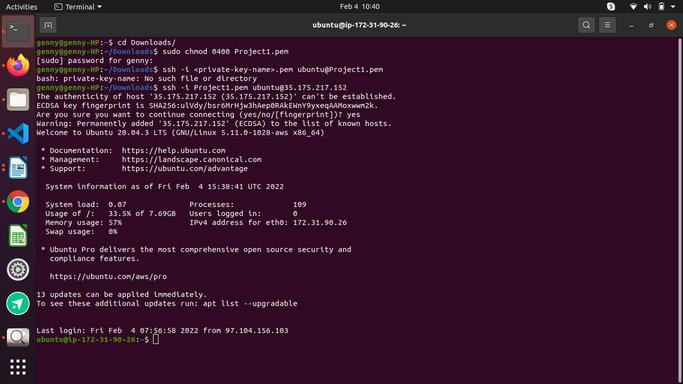 Activities
Terminal
Feb 4 10:40
ubuntu@ip-172-31-90-26: ~
genny@genny-HP:~$ cd Downloads/
genny@genny-HP:~/Downloads$ sudo chmod 0400 Project1.pem
[sudo] password for genny:
genny@genny-HP:~/Downloads$ ssh -i <private-key-name>.pem ubuntu@Project1.pem
bash: private-key-name: No such file or directory
genny@genny-HP:~/Downloads$ ssh -i Project1.pem ubuntu@35.175.217.152
The authenticity of host '35.175.217.152 (35.175.217.152)' can't be established.
ECDSA key fingerprint is SHA256:ulVdy/bsr6MrHjw3hAep0RAkEWnY9yxeqAAMoxwwm2k.
Are you sure you want to continue connecting (yes/no/[fingerprint])? yes
Warning: Permanently added '35.175.217.152' (ECDSA) to the list of known hosts.
Welcome to Ubuntu 20.04.3 LTS (GNU/Linux 5.11.0-1028-aws x86_64)
* Documentation: https://help.ubuntu.com
* Management: https://landscape.canonical.com
* Support: https://ubuntu.com/advantage
System information as of Fri Feb 4 15:38:41 UTC 2022
System load: 0.07 Processes: 109
Usage of /: 33.5% of 7.69GB Users logged in: 0
Memory usage: 57% IPv4 address for eth0: 172.31.90.26
Swap usage: 0%
* Ubuntu Pro delivers the most comprehensive open source security and
compliance features.
https://ubuntu.com/aws/pro
13 updates can be applied immediately.
To see these additional updates run: apt list --upgradable
Last login: Fri Feb 4 07:56:58 2022 from 97.104.156.103
ubuntu@ip-172-31-90-26:~$